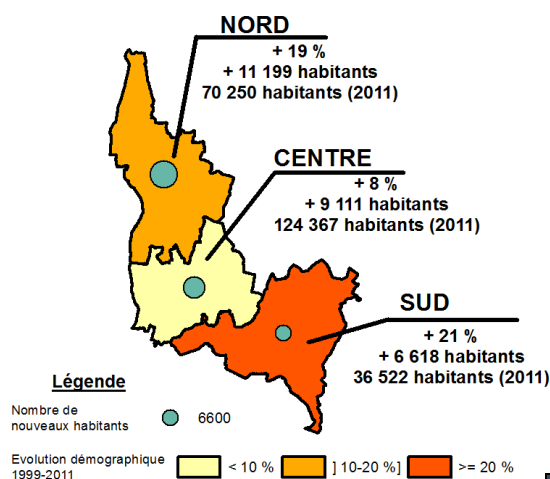 NORD
+ 19 %
+ 11 199 habitants
70 250 habitants (2011)
CENTRE
+ 8 %
+ 9 111 habitants
124 367 habitants (2011)
SUD
+ 21 %
+ 6 618 habitants
36 522 habitants (2011)
Légende
Nombre de
nouveaux habitants
6600
Evolution démographique
1999-2011
< 10 %
] 10-20 %]
>= 20 %